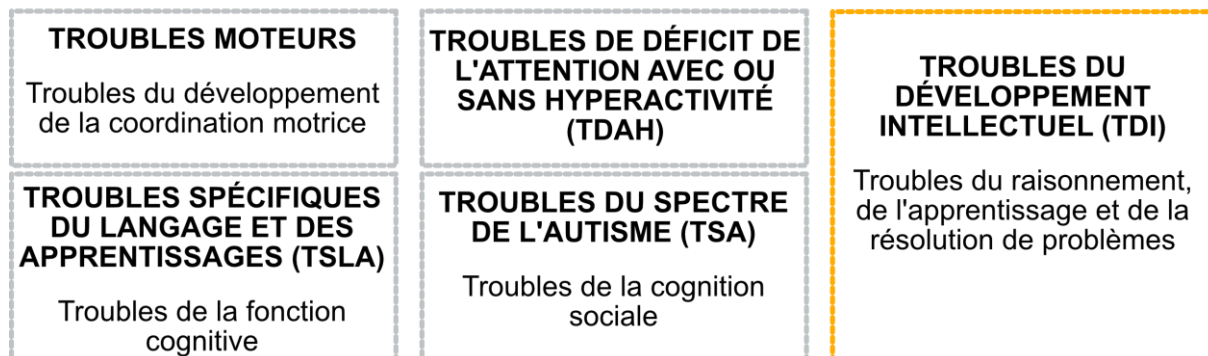 TROUBLES MOTEURS
Troubles du développement
de la coordination motrice
TROUBLES DE DÉFICIT DE
L'ATTENTION AVEC OU
SANS HYPERACTIVITÉ
(TDAH)
TROUBLES DU
DÉVELOPPEMENT
INTELLECTUEL (TDI)
Troubles du raisonnement,
de l'apprentissage et de la
résolution de problèmes
TROUBLES SPÉCIFIQUES
DU LANGAGE ET DES
APPRENTISSAGES (TSLA)
Troubles de la fonction
cognitive
TROUBLES DU SPECTRE
DE L'AUTISME (TSA)
Troubles de la cognition
sociale